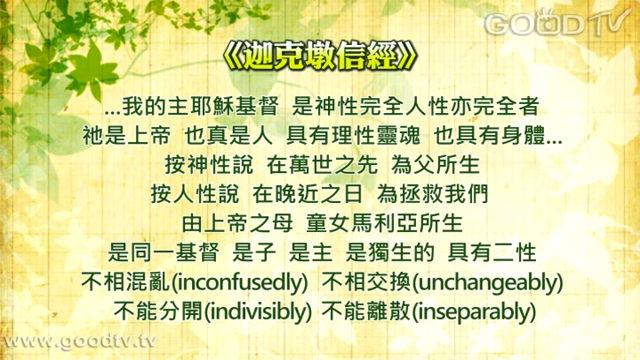 GOODTV
《迦克墩信經》
...我的主耶穌基督 是神性完全人性亦完全者
祂是上帝 也真是人 具有理性靈魂 也具有身體...
按神性說 在萬世之先 為父所生
按人性說 在晚近之日 為拯救我們
由上帝之母 童女馬利亞所生
是同一基督 是子 是主 是獨生的 具有二性
不相混亂(inconfusedly) 不相交換(unchangeably)
不能分開(indivisibly) 不能離散(inseparably)
www.goodtv.tv